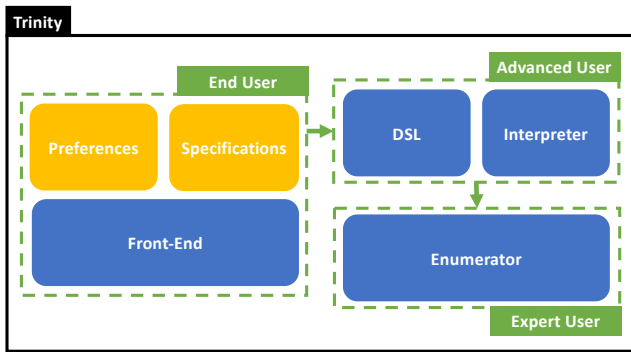 Trinity
End User
Preferences
Specifications
Front-End
Advanced User
DSL
Interpreter
Enumerator
Expert User